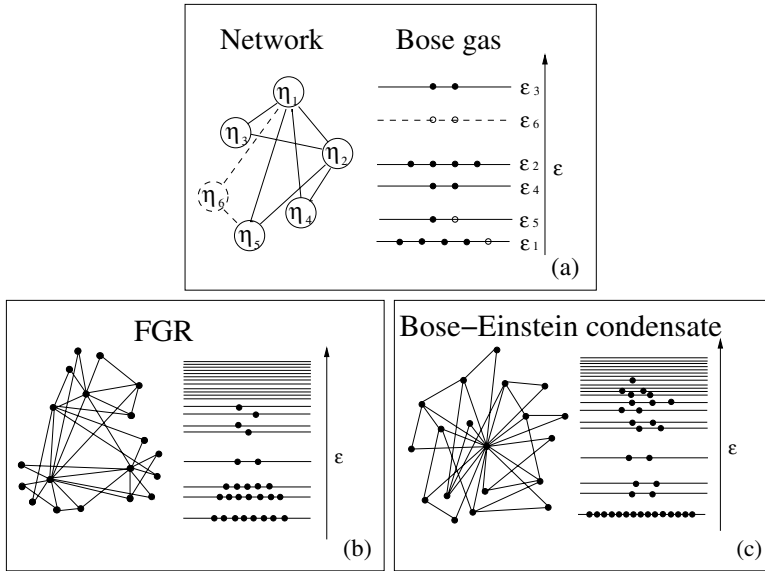 Network
Bose gas
η1
η3
η2
η6
η4
η5
ε3
ε6
ε2
ε4
ε5
ε1
ε
(a)
FGR
ε
(b)
Bose−Einstein condensate
ε
(c)